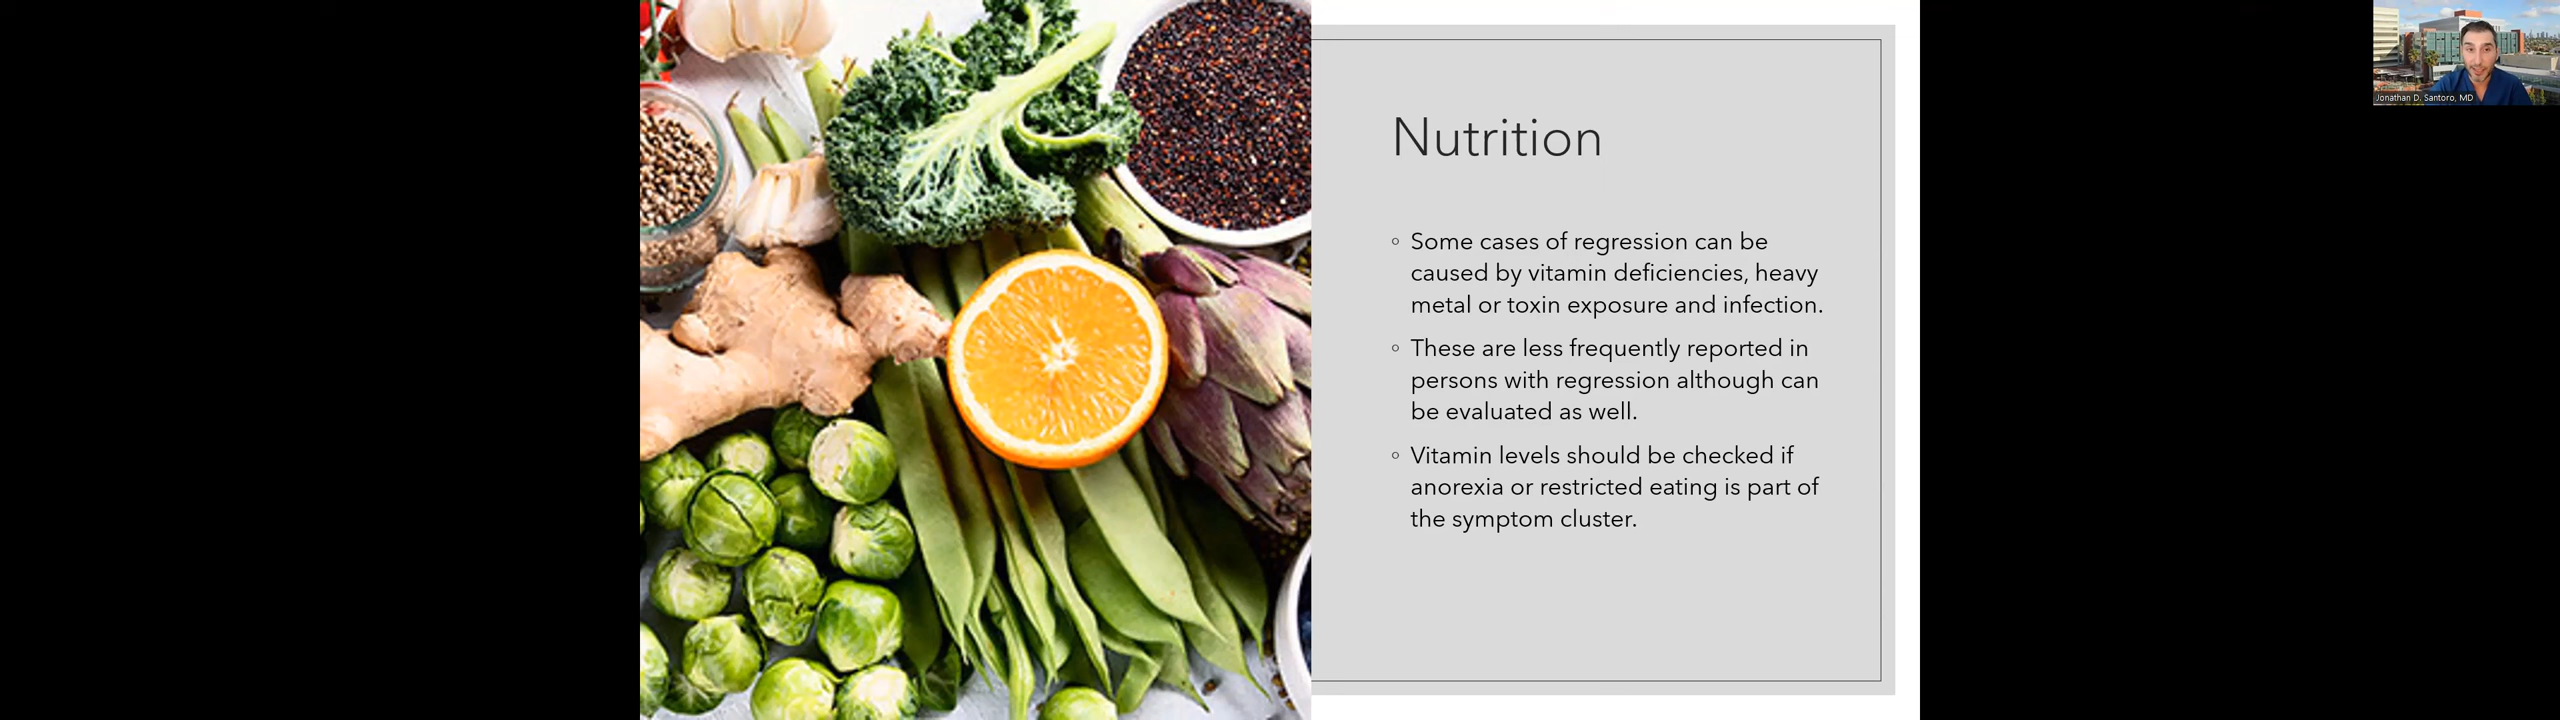 Jonathan D. Santoro, MD
Nutrition
◦ Some cases of regression can be
caused by vitamin deficiencies, heavy
metal or toxin exposure and infection.
◦ These are less frequently reported in
persons with regression although can
be evaluated as well.
◦ Vitamin levels should be checked if
anorexia or restricted eating is part of
the symptom cluster.